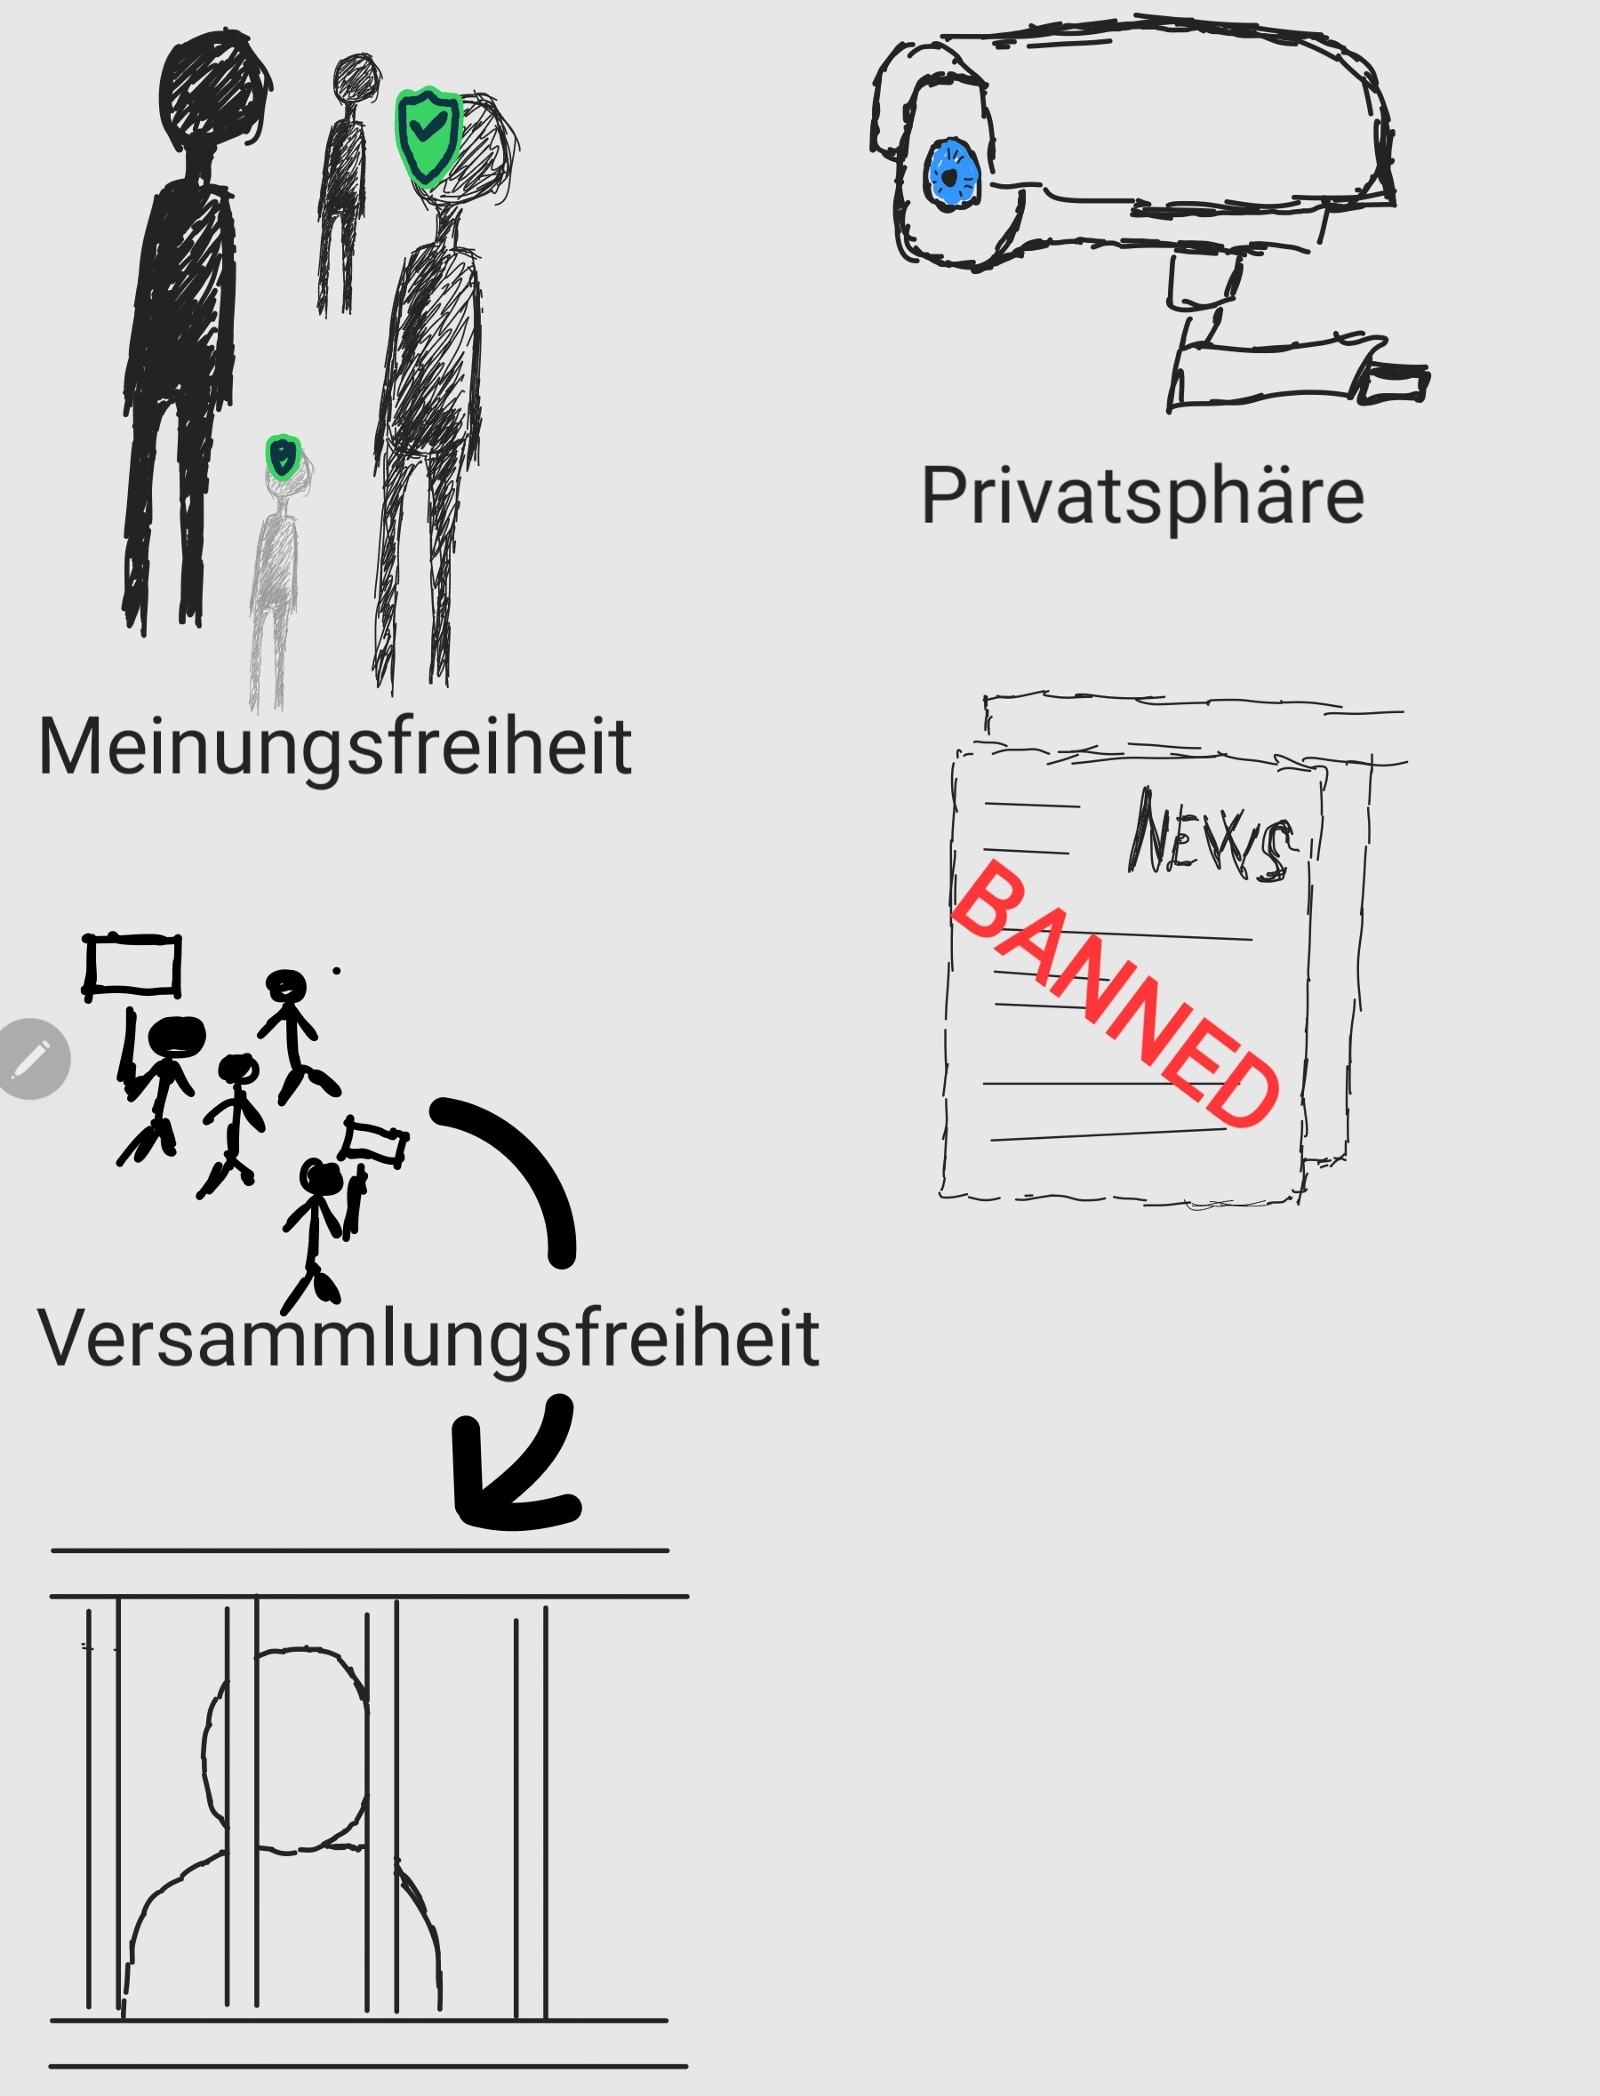 Meinungsfreiheit
Privatsphäre
NEWS
BANNED
Versammlungsfreiheit